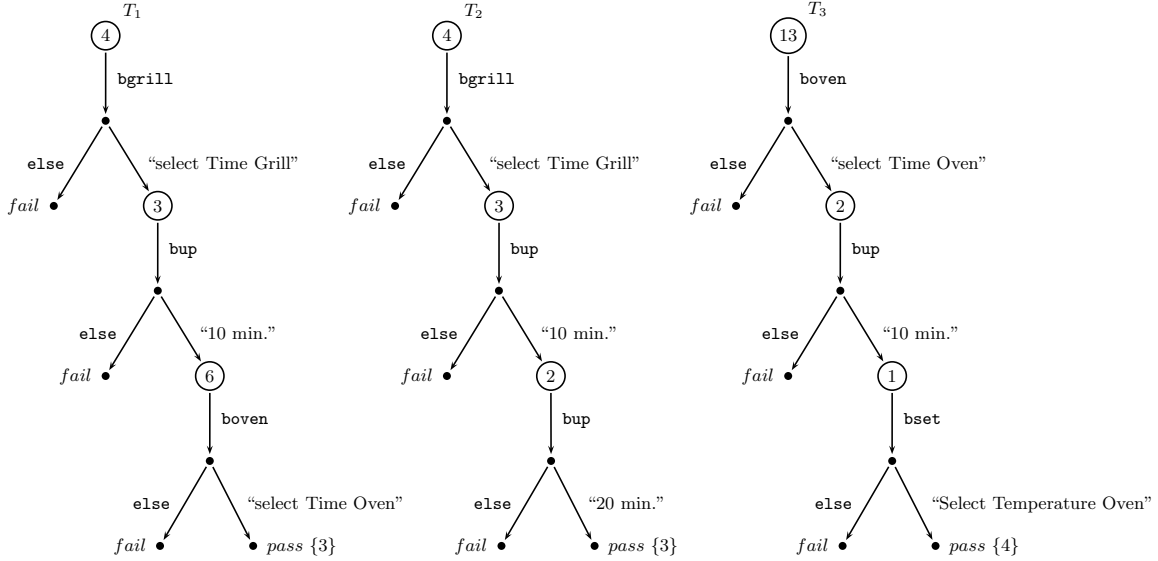 T1 T2 T3
4 4 13
bgrill bgrill boven
else “select Time Grill” else “select Time Grill” else “select Time Oven”
fail 3 fail 3 fail 2
bup bup bup
else “10 min.” else “10 min.” else “10 min.”
fail 6 fail 2 fail 1
boven bup bset
else “select Time Oven” else “20 min.” else “Select Temperature Oven”
fail pass {3} fail pass {3} fail pass {4}